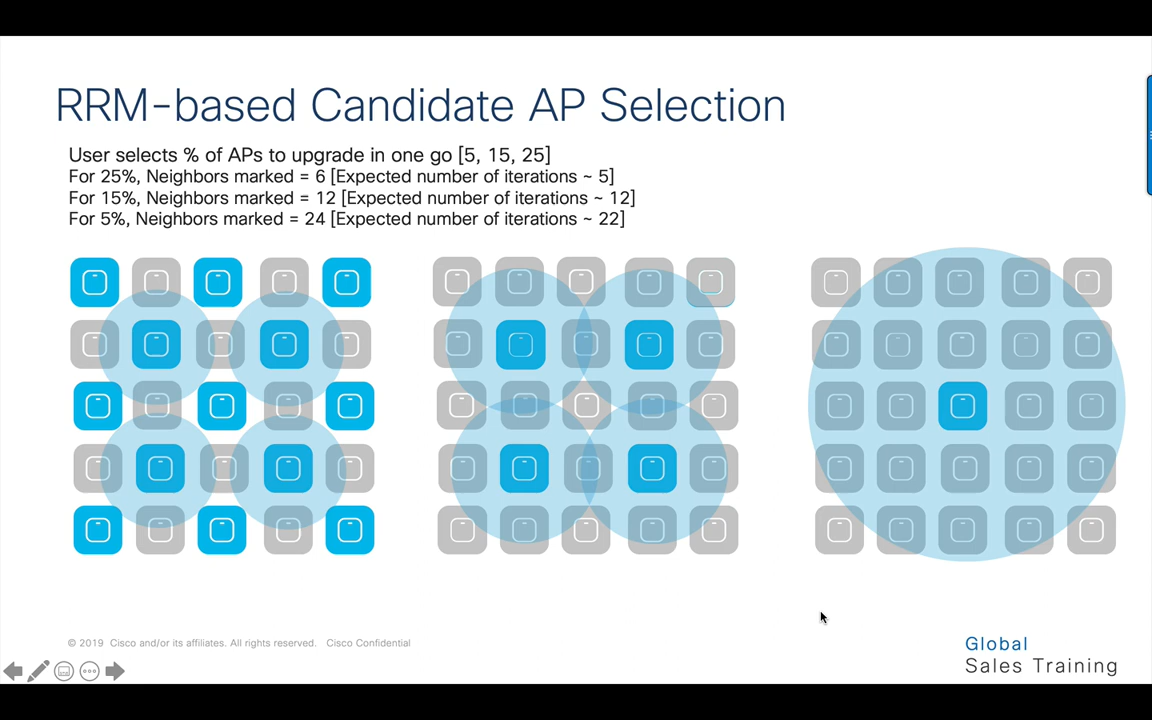 RRM-based Candidate AP Selection
User selects % of APs to upgrade in one go [5, 15, 25]
For 25%, Neighbors marked = 6 [Expected number of iterations ~ 5]
For 15%, Neighbors marked = 12 [Expected number of iterations ~ 12]
For 5%, Neighbors marked = 24 [Expected number of iterations ~ 22]
© 2019 Cisco and/or its affiliates. All rights reserved. Cisco Confidential
Global
Sales Training